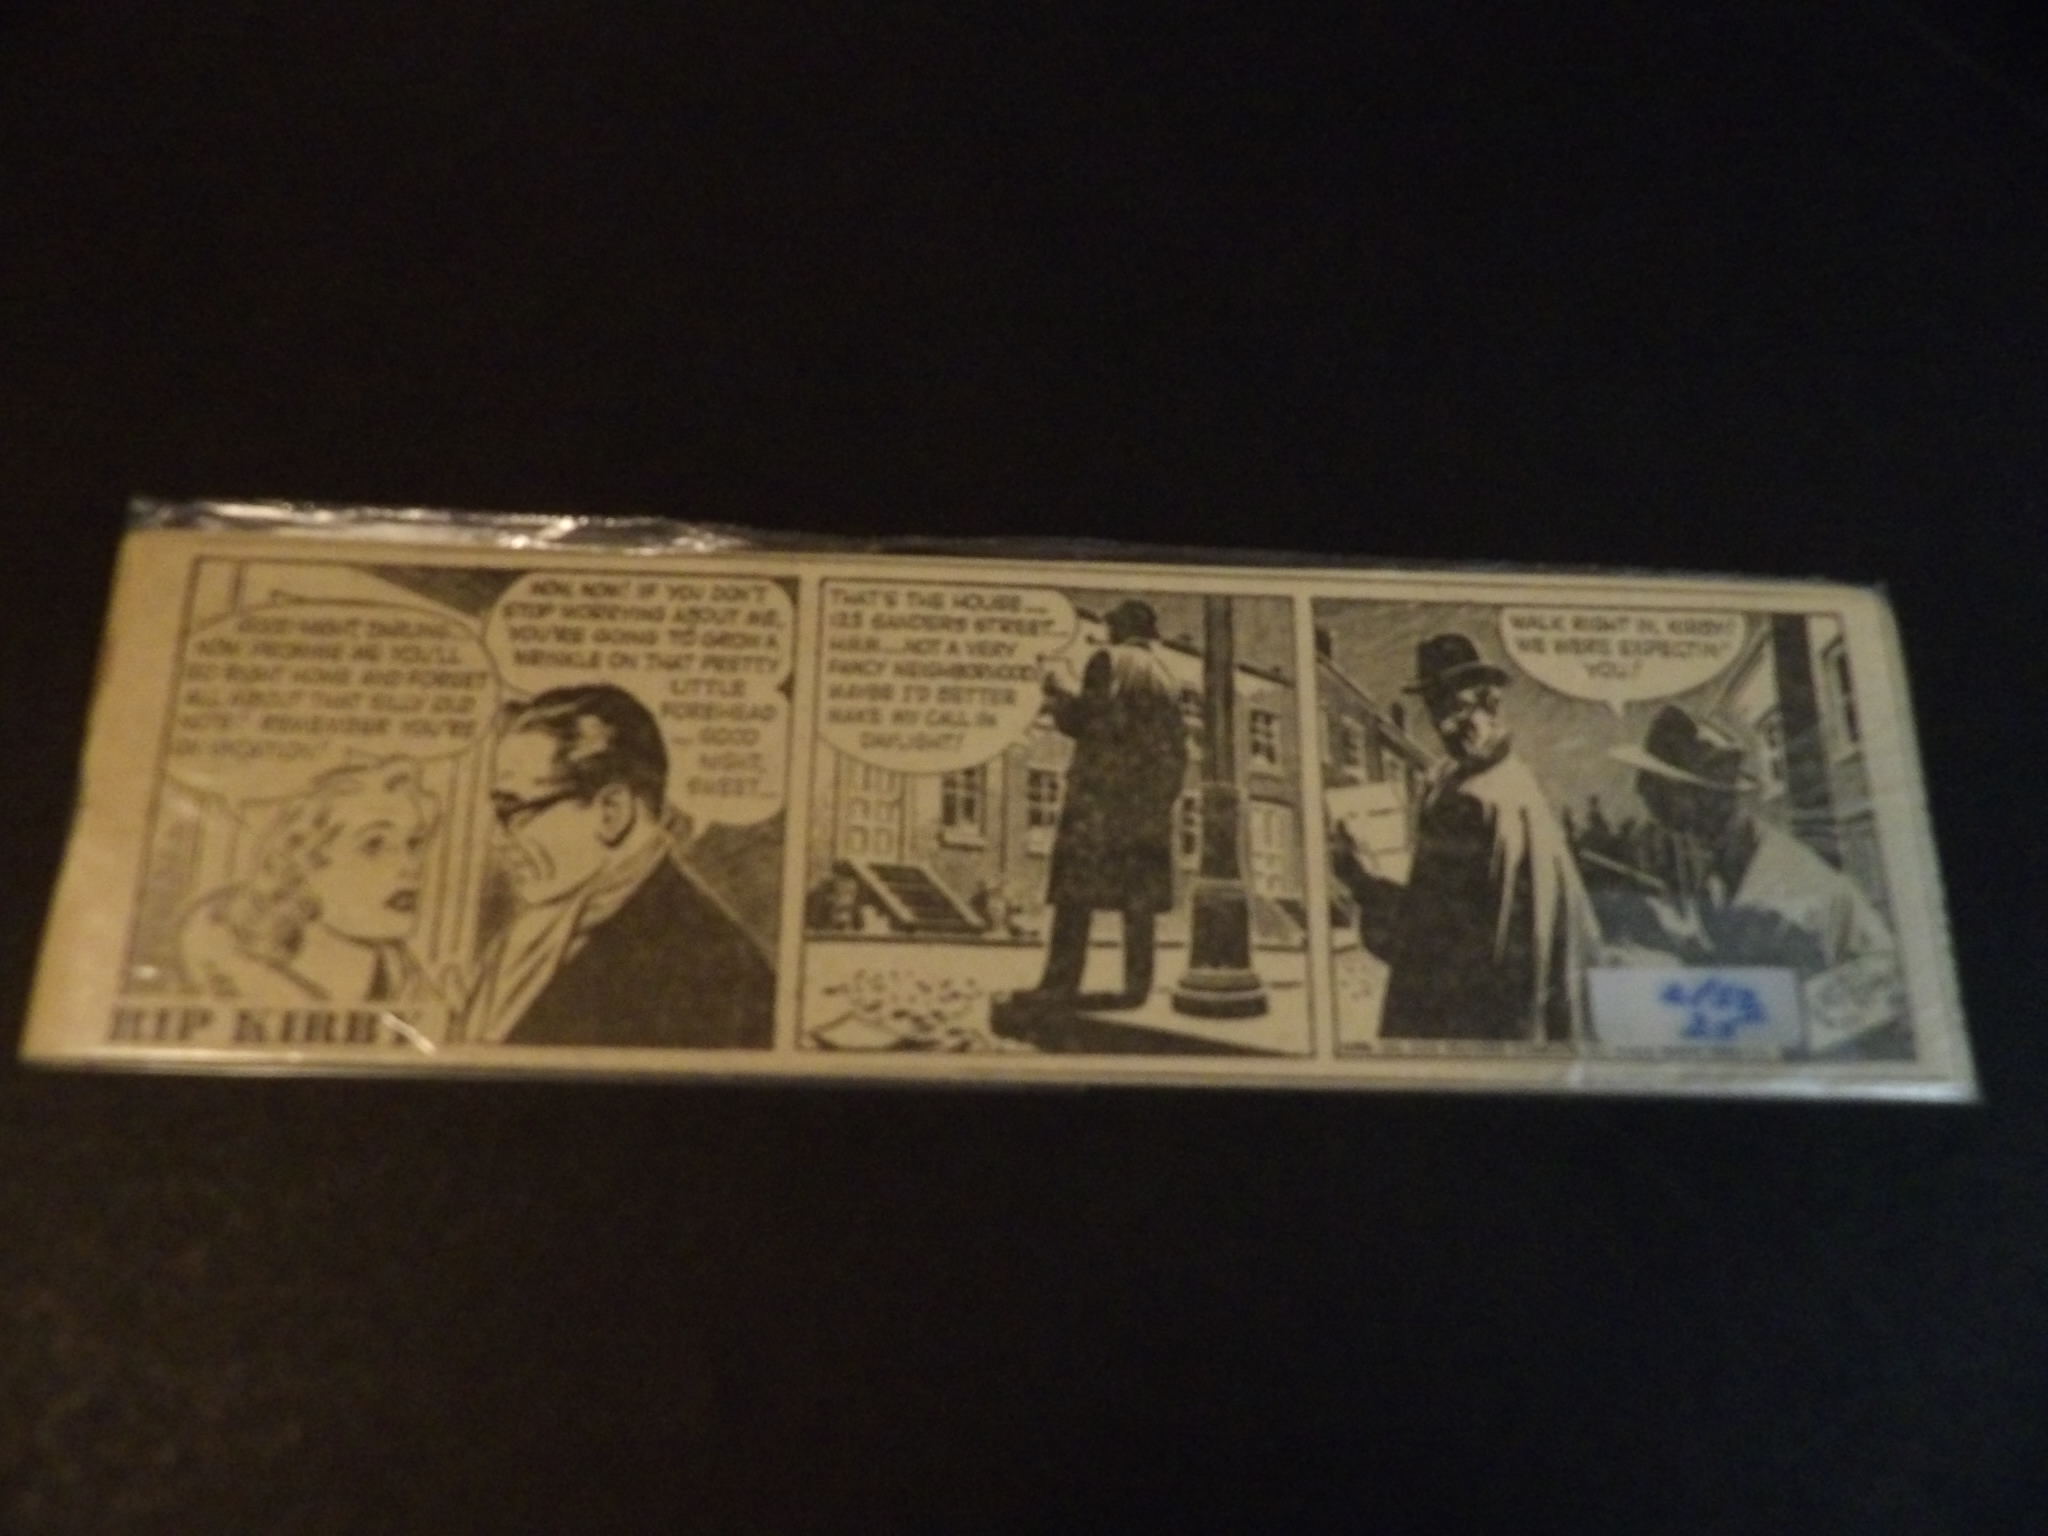 GOOD NIGHT, DARLING...
NOW PROMISE ME YOU'LL
GO RIGHT HOME AND FORGET
ALL ABOUT THAT SILLY OLD
NOTE! REMEMBER YOU'RE
ON VACATION!
NOW, NOW! IF YOU DON'T
STOP WORRYING ABOUT ME,
YOU'RE GOING TO GROW A
WRINKLE ON THAT PRETTY
LITTLE
FOREHEAD
... GOOD
NIGHT,
SWEET...
RIP KIRBY
THAT'S THE HOUSE....
123 SANDERS STREET...
HMM....NOT A VERY
FANCY NEIGHBORHOOD!
MAYBE I'D BETTER
MAKE MY CALL IN
DAYLIGHT!
WALK RIGHT IN, KIRBY!
WE WERE EXPECTIN'
YOU!